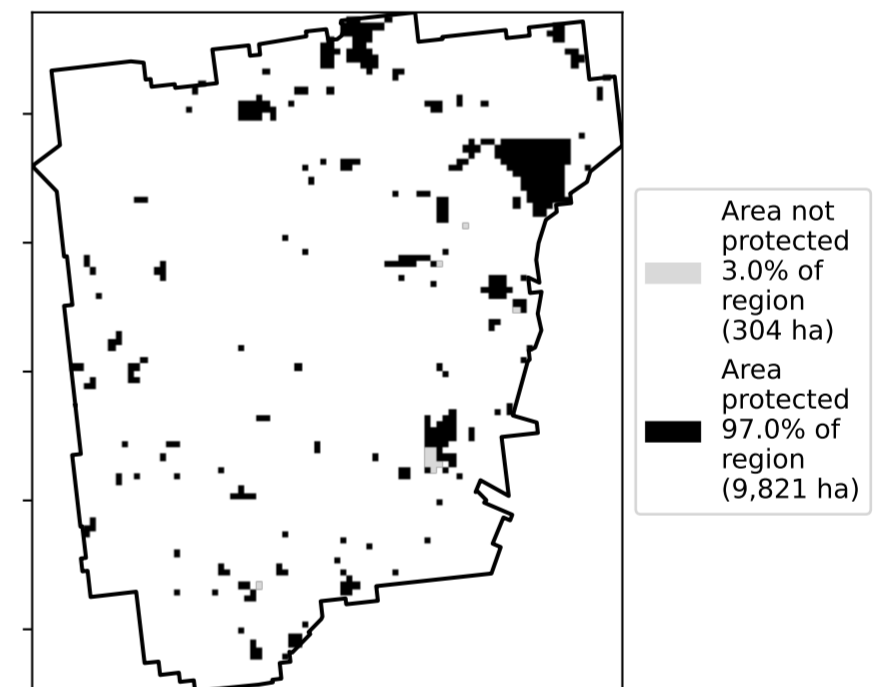 Area not
protected
3.0% of
region
(304 ha)
Area
protected
97.0% of
region
(9,821 ha)